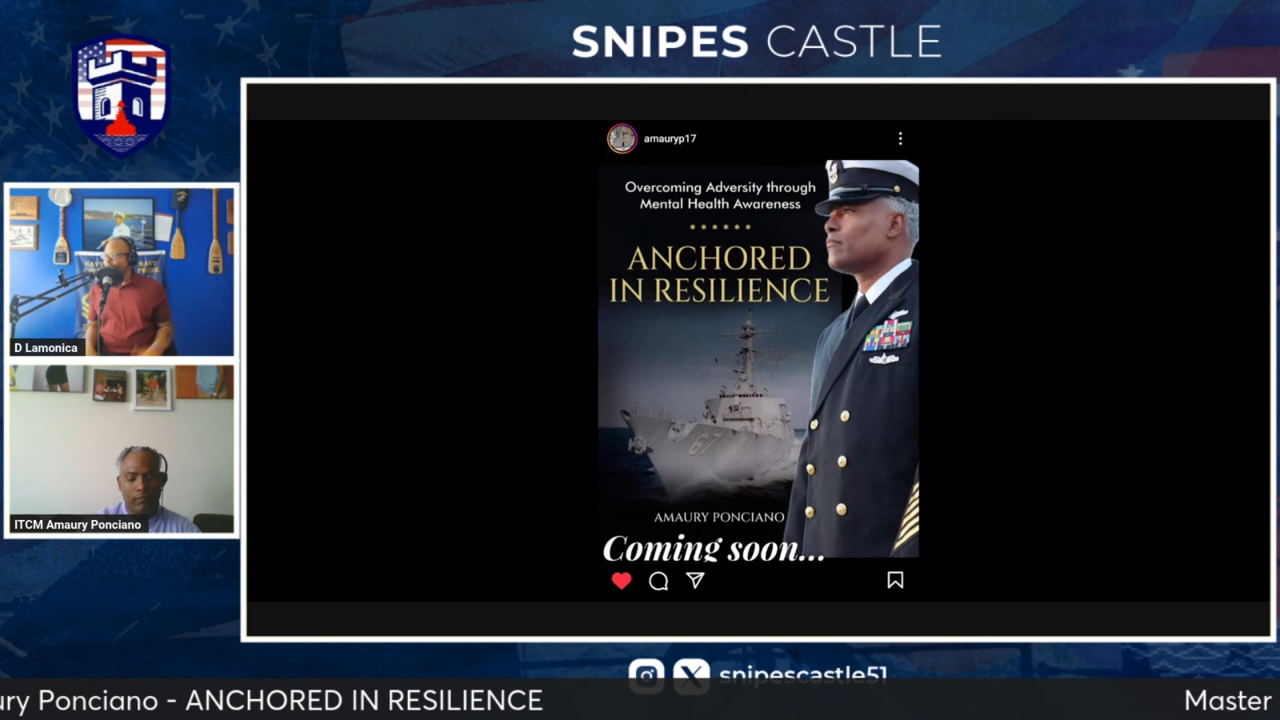 SNIPES CASTLE
amauryp17
Overcoming Adversity through
Mental Health Awareness
ANCHORED
IN RESILIENCE
67
AMAURY PONCIANO
Coming soon...
D Lamonica
ITCM Amaury Ponciano
snipescastle51
ury Ponciano - ANCHORED IN RESILIENCE
Master